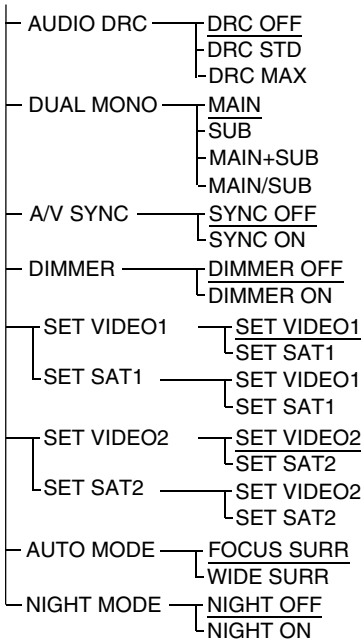 AUDIO DRC DRC OFF
DRC STD
DRC MAX
DUAL MONO MAIN
SUB
MAIN+SUB
MAIN/SUB
A/V SYNC SYNC OFF
SYNC ON
DIMMER DIMMER OFF
DIMMER ON
SET VIDEO1 SET VIDEO1
SET SAT1
SET SAT1 SET VIDEO1
SET SAT1
SET VIDEO2 SET VIDEO2
SET SAT2
SET SAT2 SET VIDEO2
SET SAT2
AUTO MODE FOCUS SURR
WIDE SURR
NIGHT MODE NIGHT OFF
NIGHT ON